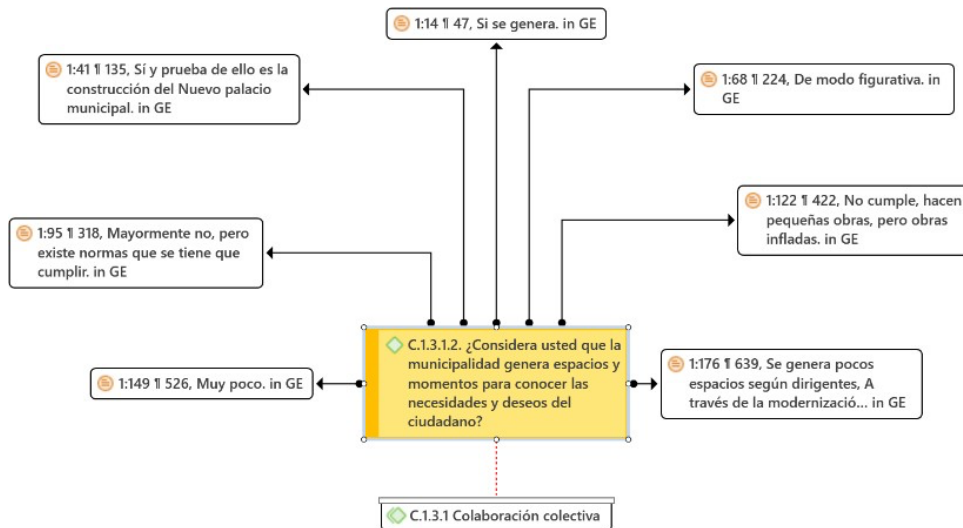 1:14 ¶ 47, Si se genera. in GE
1:41 ¶ 135, Sí y prueba de ello es la
construcción del Nuevo palacio
municipal. in GE
1:68 ¶ 224, De modo figurativa. in
GE
1:95 ¶ 318, Mayormente no, pero
existe normas que se tiene que
cumplir. in GE
1:122 ¶ 422, No cumple, hacen
pequeñas obras, pero obras
infladas. in GE
C.1.3.1.2. ¿Considera usted que la
municipalidad genera espacios y
momentos para conocer las
necesidades y deseos del
ciudadano?
1:149 ¶ 526, Muy poco. in GE
1:176 ¶ 639, Se genera pocos
espacios según dirigentes, A
través de la modernizació... in GE
C.1.3.1 Colaboración colectiva